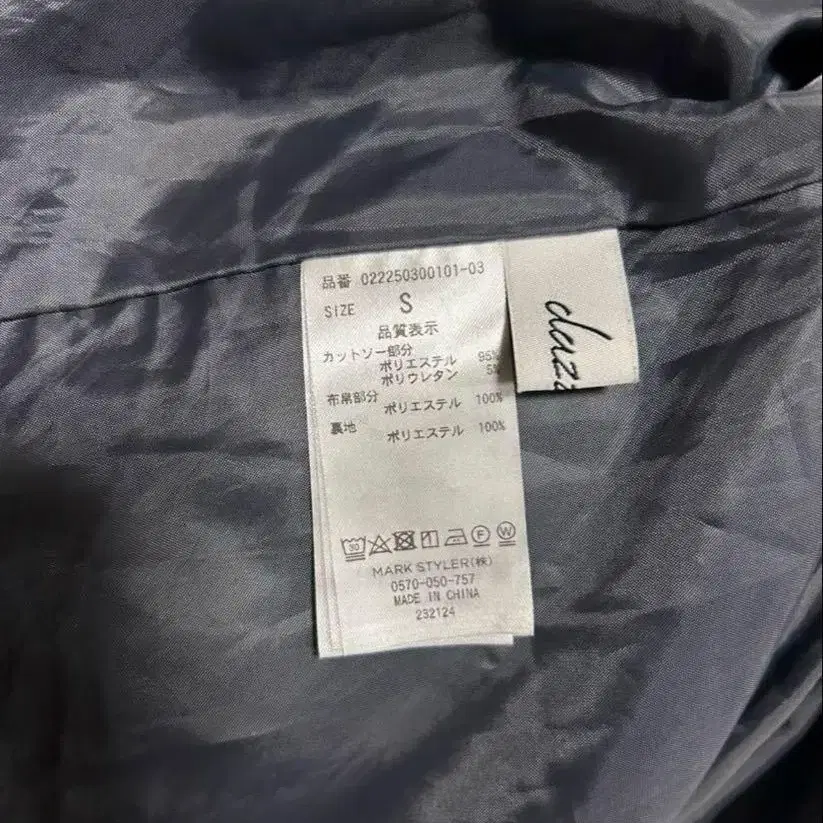 品番 022250300101-03
SIZE S
品質表示
カットソー部分
ポリエステル 95%
ポリウレタン 5%
布帛部分
ポリエステル 100%
裏地
ポリエステル 100%
30
F
W
MARK STYLER(株)
0570-050-757
MADE IN CHINA
232124